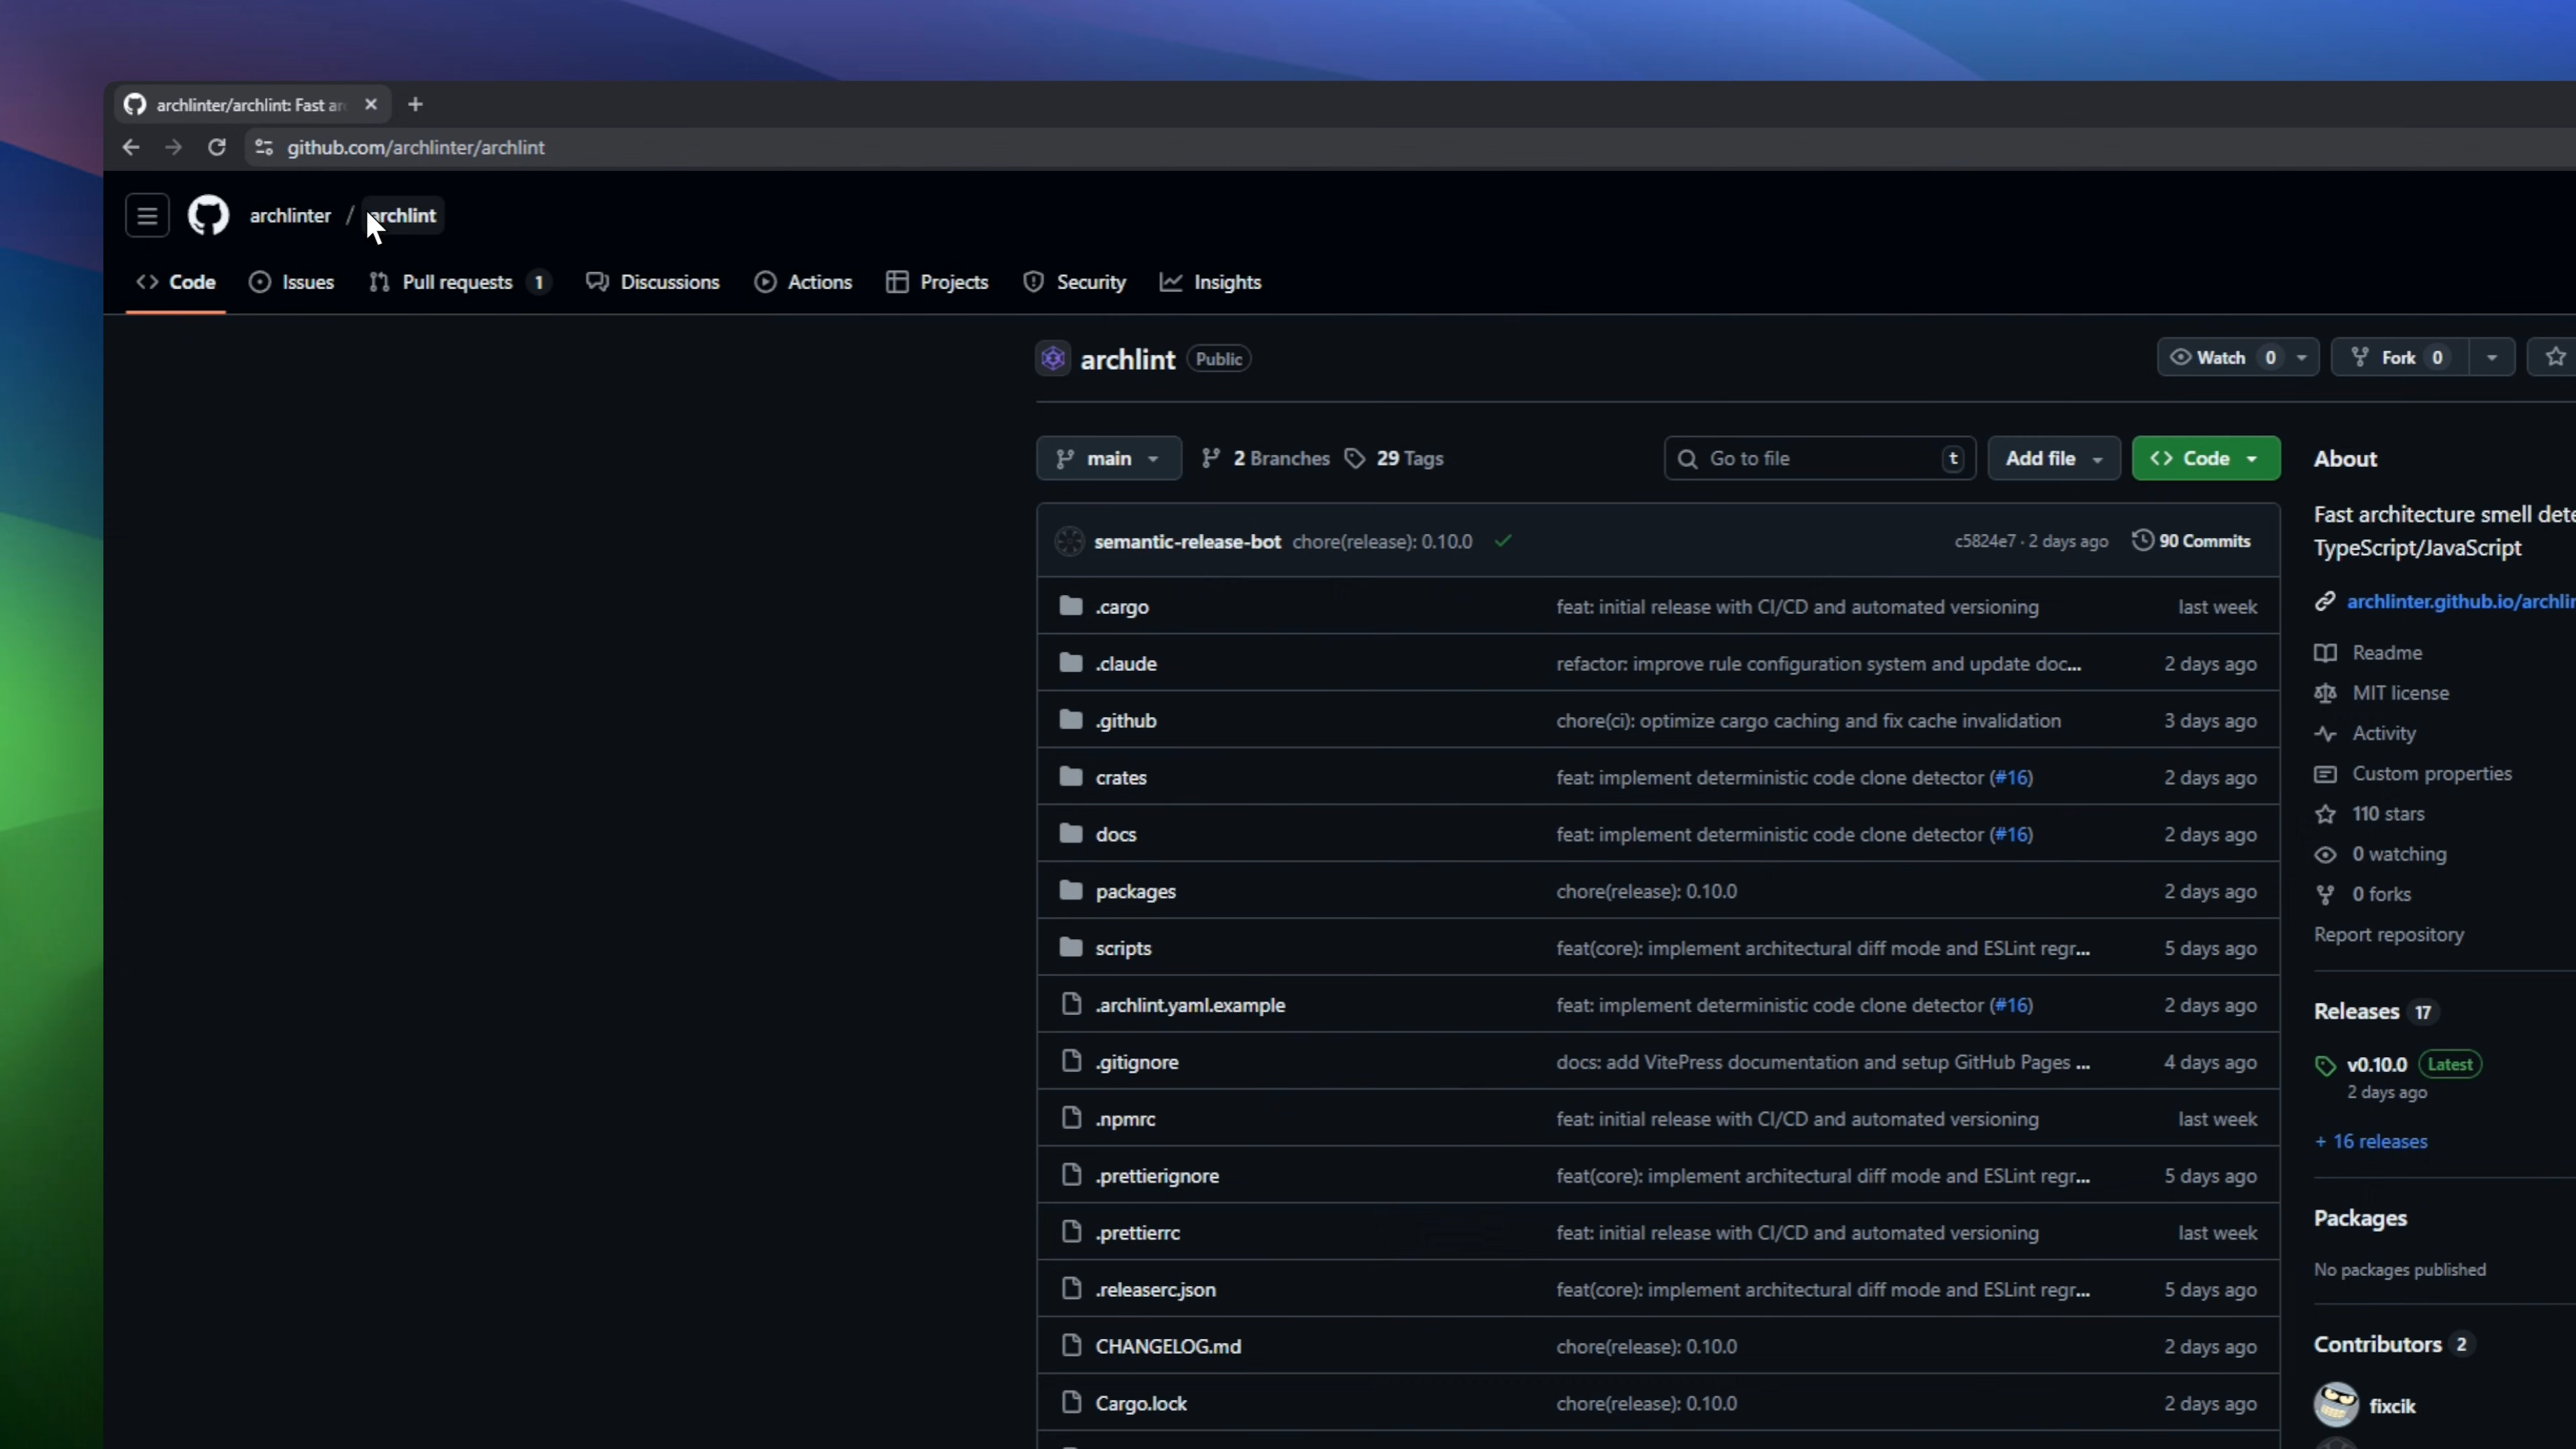 archlinter/archlint: Fast ar
github.com/archlinter/archlint
archlinter / archlint
Code Issues Pull requests 1 Discussions Actions Projects Security Insights
archlint Public
Watch 0 Fork 0
main 2 Branches 29 Tags Go to file t Add file Code
semantic-release-bot chore(release): 0.10.0 c5824e7 · 2 days ago 90 Commits
.cargo feat: initial release with CI/CD and automated versioning last week
.claude refactor: improve rule configuration system and update doc... 2 days ago
.github chore(ci): optimize cargo caching and fix cache invalidation 3 days ago
crates feat: implement deterministic code clone detector (#16) 2 days ago
docs feat: implement deterministic code clone detector (#16) 2 days ago
packages chore(release): 0.10.0 2 days ago
scripts feat(core): implement architectural diff mode and ESLint regr... 5 days ago
.archlint.yaml.example feat: implement deterministic code clone detector (#16) 2 days ago
.gitignore docs: add VitePress documentation and setup GitHub Pages ... 4 days ago
.npmrc feat: initial release with CI/CD and automated versioning last week
.prettierignore feat(core): implement architectural diff mode and ESLint regr... 5 days ago
.prettierrc feat: initial release with CI/CD and automated versioning last week
.releaserc.json feat(core): implement architectural diff mode and ESLint regr... 5 days ago
CHANGELOG.md chore(release): 0.10.0 2 days ago
Cargo.lock chore(release): 0.10.0 2 days ago
About
Fast architecture smell dete
TypeScript/JavaScript
archlinter.github.io/archlin
Readme
MIT license
Activity
Custom properties
110 stars
0 watching
0 forks
Report repository
Releases 17
v0.10.0 Latest
2 days ago
+ 16 releases
Packages
No packages published
Contributors 2
fixcik